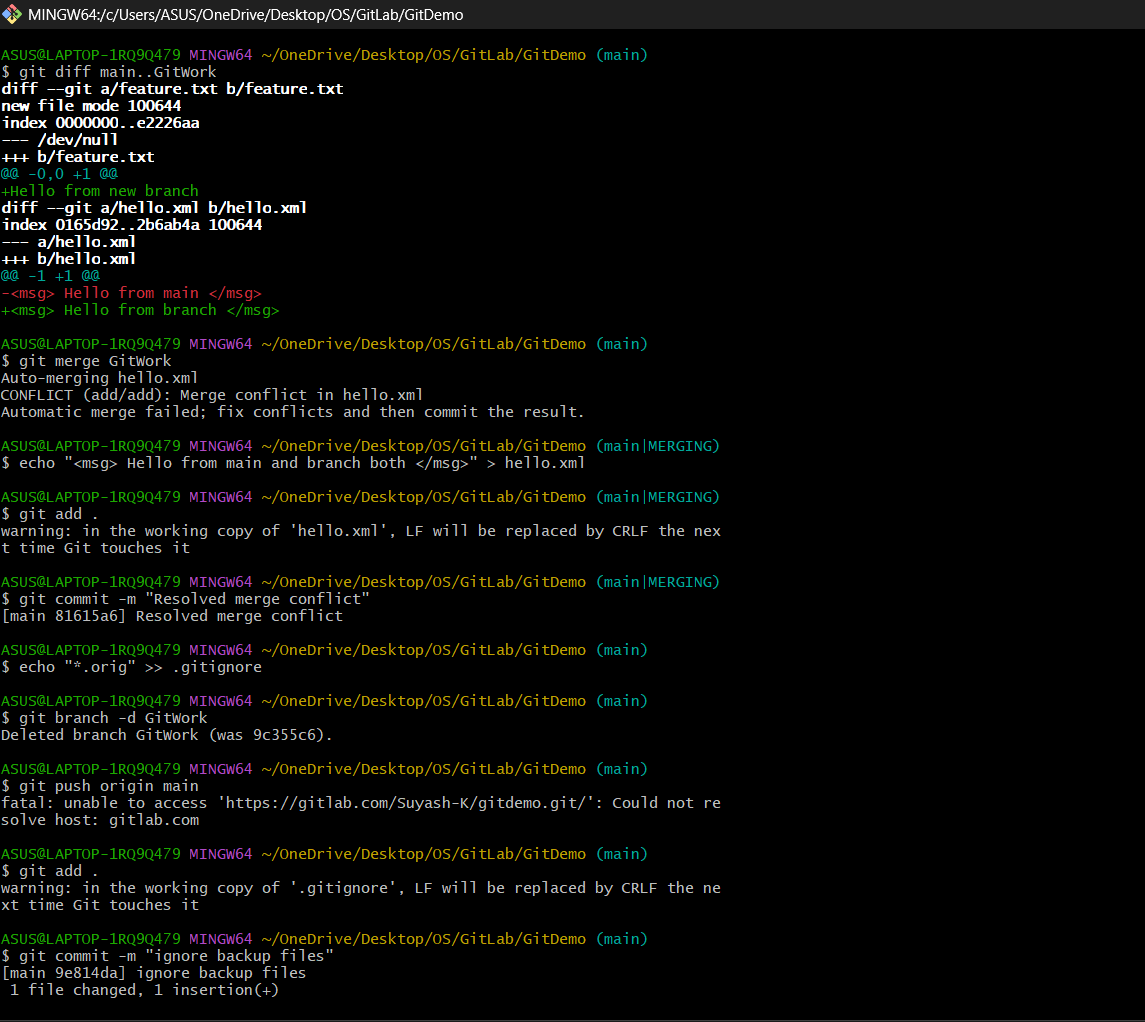 MINGW64:/c/Users/ASUS/OneDrive/Desktop/OS/GitLab/GitDemo
ASUS@LAPTOP-1RQ9Q479 MINGW64 ~/OneDrive/Desktop/OS/GitLab/GitDemo (main)
$ git diff main..GitWork
diff --git a/feature.txt b/feature.txt
new file mode 100644
index 0000000..e2226aa
--- /dev/null
+++ b/feature.txt
@@ -0,0 +1 @@
+Hello from new branch
diff --git a/hello.xml b/hello.xml
index 0165d92..2b6ab4a 100644
--- a/hello.xml
+++ b/hello.xml
@@ -1 +1 @@
-<msg> Hello from main </msg>
+<msg> Hello from branch </msg>
ASUS@LAPTOP-1RQ9Q479 MINGW64 ~/OneDrive/Desktop/OS/GitLab/GitDemo (main)
$ git merge GitWork
Auto-merging hello.xml
CONFLICT (add/add): Merge conflict in hello.xml
Automatic merge failed; fix conflicts and then commit the result.
ASUS@LAPTOP-1RQ9Q479 MINGW64 ~/OneDrive/Desktop/OS/GitLab/GitDemo (main|MERGING)
$ echo "<msg> Hello from main and branch both </msg>" > hello.xml
ASUS@LAPTOP-1RQ9Q479 MINGW64 ~/OneDrive/Desktop/OS/GitLab/GitDemo (main|MERGING)
$ git add .
warning: in the working copy of 'hello.xml', LF will be replaced by CRLF the nex
t time Git touches it
ASUS@LAPTOP-1RQ9Q479 MINGW64 ~/OneDrive/Desktop/OS/GitLab/GitDemo (main|MERGING)
$ git commit -m "Resolved merge conflict"
[main 81615a6] Resolved merge conflict
ASUS@LAPTOP-1RQ9Q479 MINGW64 ~/OneDrive/Desktop/OS/GitLab/GitDemo (main)
$ echo "*.orig" >> .gitignore
ASUS@LAPTOP-1RQ9Q479 MINGW64 ~/OneDrive/Desktop/OS/GitLab/GitDemo (main)
$ git branch -d GitWork
Deleted branch GitWork (was 9c355c6).
ASUS@LAPTOP-1RQ9Q479 MINGW64 ~/OneDrive/Desktop/OS/GitLab/GitDemo (main)
$ git push origin main
fatal: unable to access 'https://gitlab.com/Suyash-K/gitdemo.git/': Could not re
solve host: gitlab.com
ASUS@LAPTOP-1RQ9Q479 MINGW64 ~/OneDrive/Desktop/OS/GitLab/GitDemo (main)
$ git add .
warning: in the working copy of '.gitignore', LF will be replaced by CRLF the ne
xt time Git touches it
ASUS@LAPTOP-1RQ9Q479 MINGW64 ~/OneDrive/Desktop/OS/GitLab/GitDemo (main)
$ git commit -m "ignore backup files"
[main 9e814da] ignore backup files
 1 file changed, 1 insertion(+)